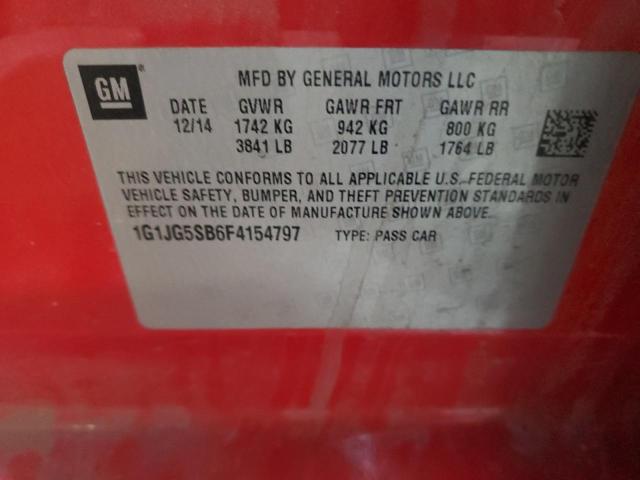 GM® MFD BY GENERAL MOTORS LLC
DATE GVWR GAWR FRT GAWR RR
12/14 1742 KG 942 KG 800 KG
3841 LB 2077 LB 1764 LB
THIS VEHICLE CONFORMS TO ALL APPLICABLE U.S. FEDERAL MOTOR
VEHICLE SAFETY, BUMPER, AND THEFT PREVENTION STANDARDS IN
EFFECT ON THE DATE OF MANUFACTURE SHOWN ABOVE.
1G1JG5SB6F4154797 TYPE: PASS CAR